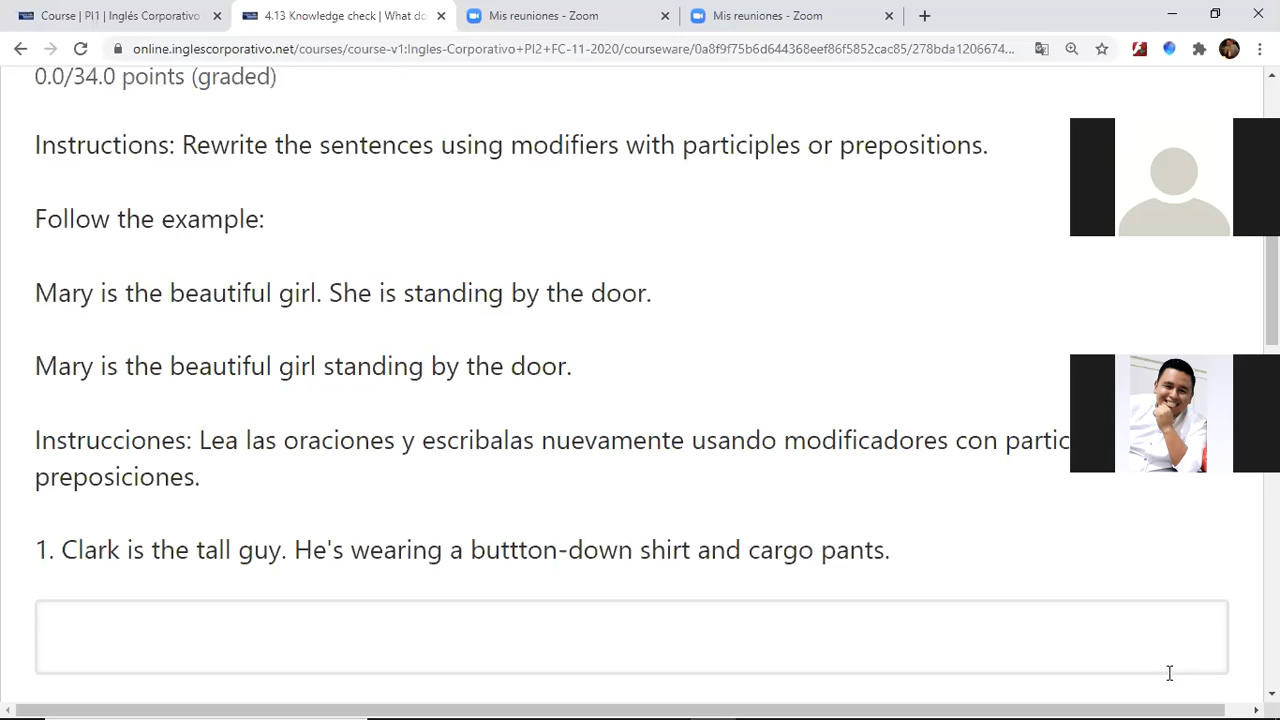 Course | PI1 | Inglés Corporativo
4.13 Knowledge check | What do
Mis reuniones - Zoom
Mis reuniones - Zoom
online.inglescorporativo.net/courses/course-v1:Ingles-Corporativo+PI2+FC-11-2020/courseware/0a8f9f75b6d644368eef86f5852cac85/278bda1206674...
0.0/34.0 points (graded)
Instructions: Rewrite the sentences using modifiers with participles or prepositions.
Follow the example:
Mary is the beautiful girl. She is standing by the door.
Mary is the beautiful girl standing by the door.
Instrucciones: Lea las oraciones y escribalas nuevamente usando modificadores con partic
preposiciones.
1. Clark is the tall guy. He's wearing a buttton-down shirt and cargo pants.